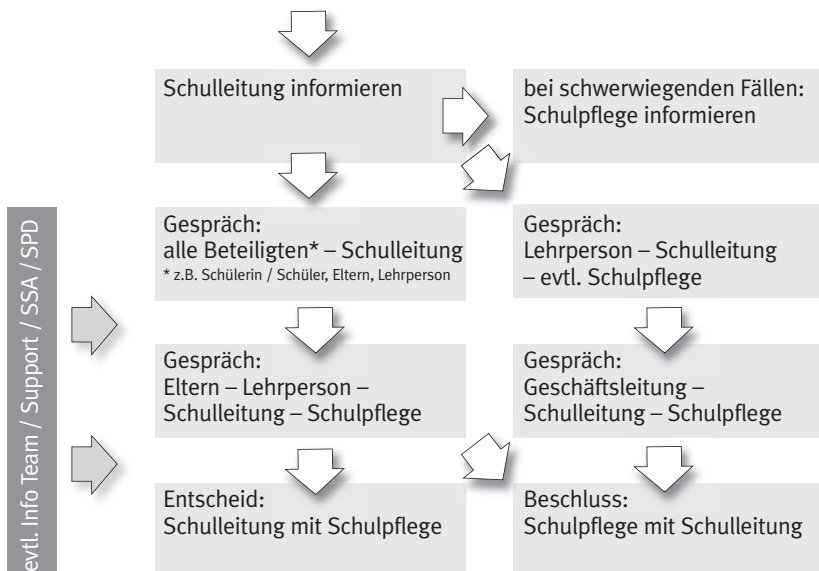 Schulleitung informieren
bei schwerwiegenden Fällen:
Schulpflege informieren
Gespräch:
alle Beteiligten* – Schulleitung
* z.B. Schülerin / Schüler, Eltern, Lehrperson
Gespräch:
Lehrperson – Schulleitung
– evtl. Schulpflege
evtl. Info Team / Support / SSA / SPD
Gespräch:
Eltern – Lehrperson –
Schulleitung – Schulpflege
Gespräch:
Geschäftsleitung –
Schulleitung – Schulpflege
Entscheid:
Schulleitung mit Schulpflege
Beschluss:
Schulpflege mit Schulleitung